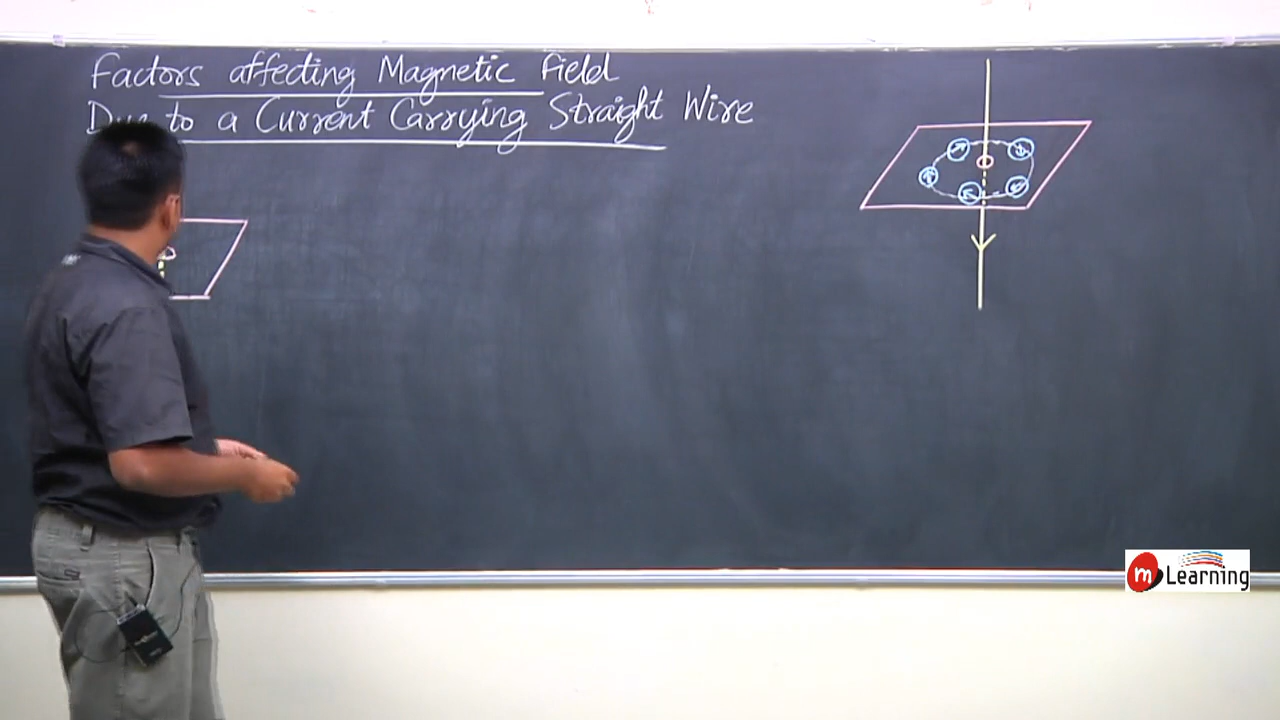 Factors affecting Magnetic Field
Due to a Current Carrying Straight Wire
m Learning